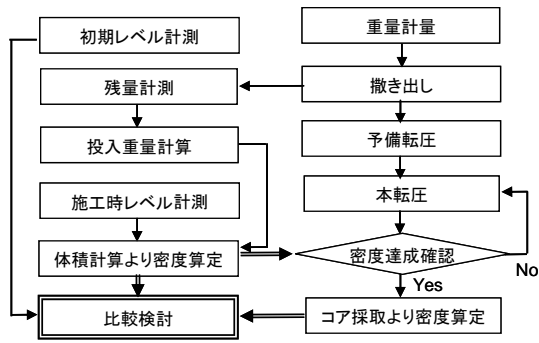 初期レベル計測
重量計量
残量計測
撒き出し
投入重量計算
予備転圧
施工時レベル計測
本転圧
体積計算より密度算定
密度達成確認
No
Yes
比較検討
コア採取より密度算定